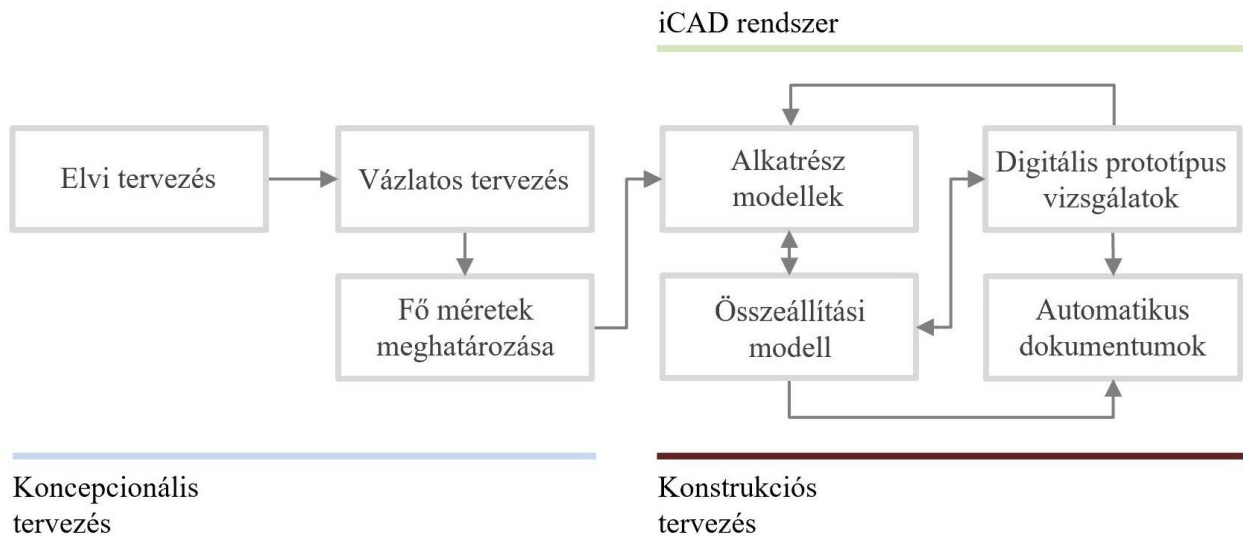 iCAD rendszer
Elvi tervezés
Vázlatos tervezés
Fő méretek
meghatározása
Alkatrész
modellek
Összeállítási
modell
Digitális prototípus
vizsgálatok
Automatikus
dokumentumok
Koncepcionális
tervezés
Konstrukciós
tervezés